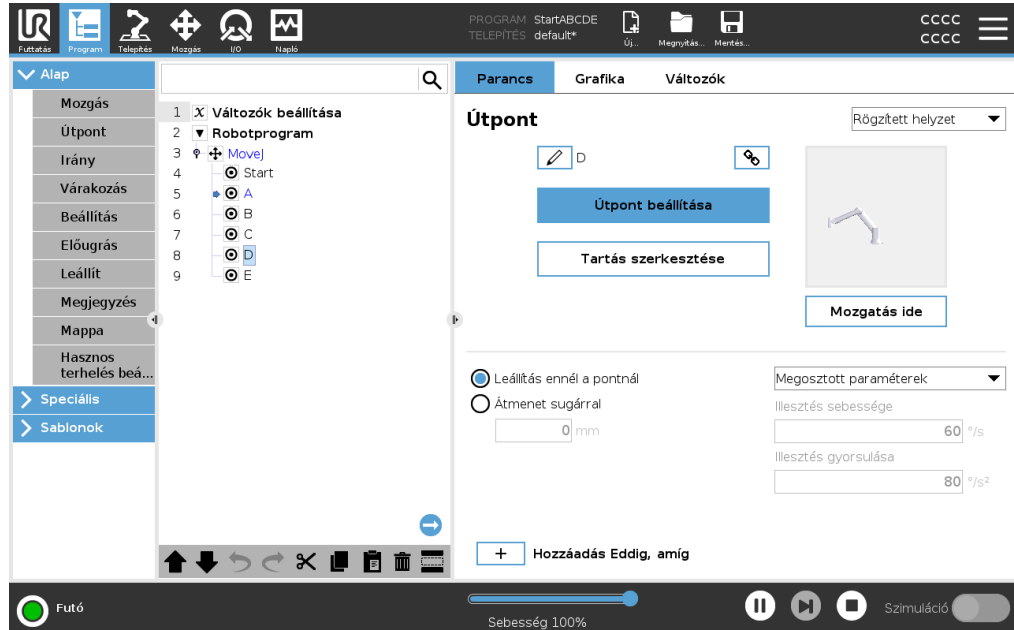 UR
PROGRAM StartABCDE
TELEPÍTÉS default*
CCCC
CCCC
Futtatás
Program
Telepítés
Mozgás
I/O
Napló
Új...
Megnyitás...
Mentés...
Alap
Mozgás
Útpont
Irány
Várakozás
Beállítás
Előugrás
Leállít
Megjegyzés
Mappa
Hasznos
terhelés beá...
Speciális
Sablonok
1 x Változók beállítása
2 Robotprogram
3 MoveJ
4 Start
5 A
6 B
7 C
8 D
9 E
Parancs
Grafika
Változók
Útpont
Rögzített helyzet
D
Útpont beállítása
Tartás szerkesztése
Mozgatás ide
Leállítás ennél a pontnál
Átmenet sugárral
0 mm
Megosztott paraméterek
Illesztés sebessége
60 °/s
Illesztés gyorsulása
80 °/s²
+ Hozzáadás Eddig, amíg
Futó
Sebesség 100%
Szimuláció